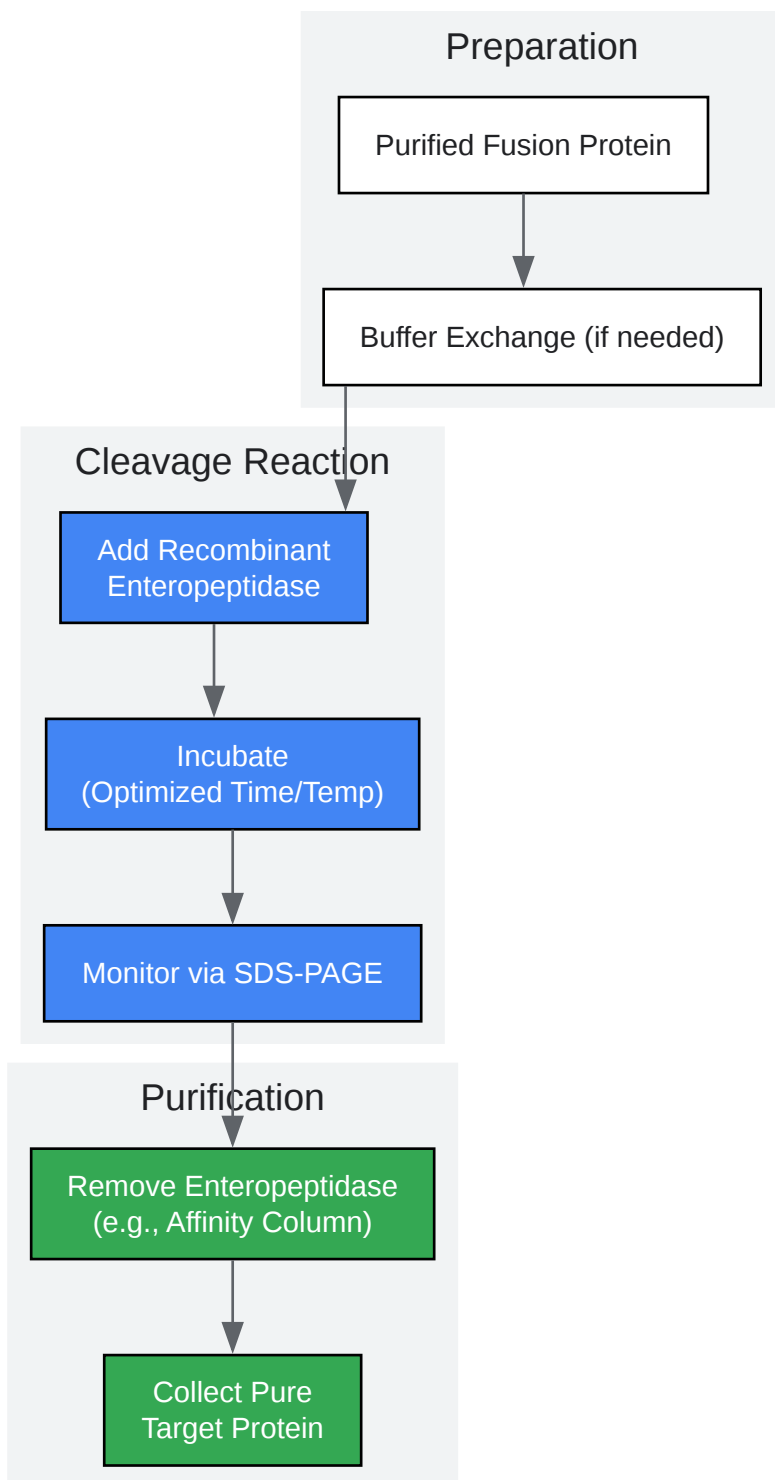 Preparation
Purified Fusion Protein
Buffer Exchange (if needed)
Cleavage Reaction
Add Recombinant
Enteropeptidase
Incubate
(Optimized Time/Temp)
Monitor via SDS-PAGE
Purification
Remove Enteropeptidase
(e.g., Affinity Column)
Collect Pure
Target Protein